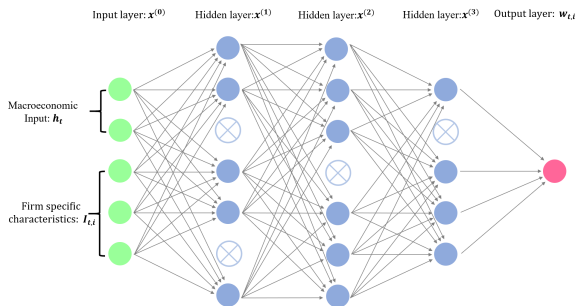 Input layer: x^(0) Hidden layer:x^(1) Hidden layer:x^(2) Hidden layer:x^(3) Output layer: w_t,i
Macroeconomic
Input: h_t
Firm specific
characteristics: I_t,i